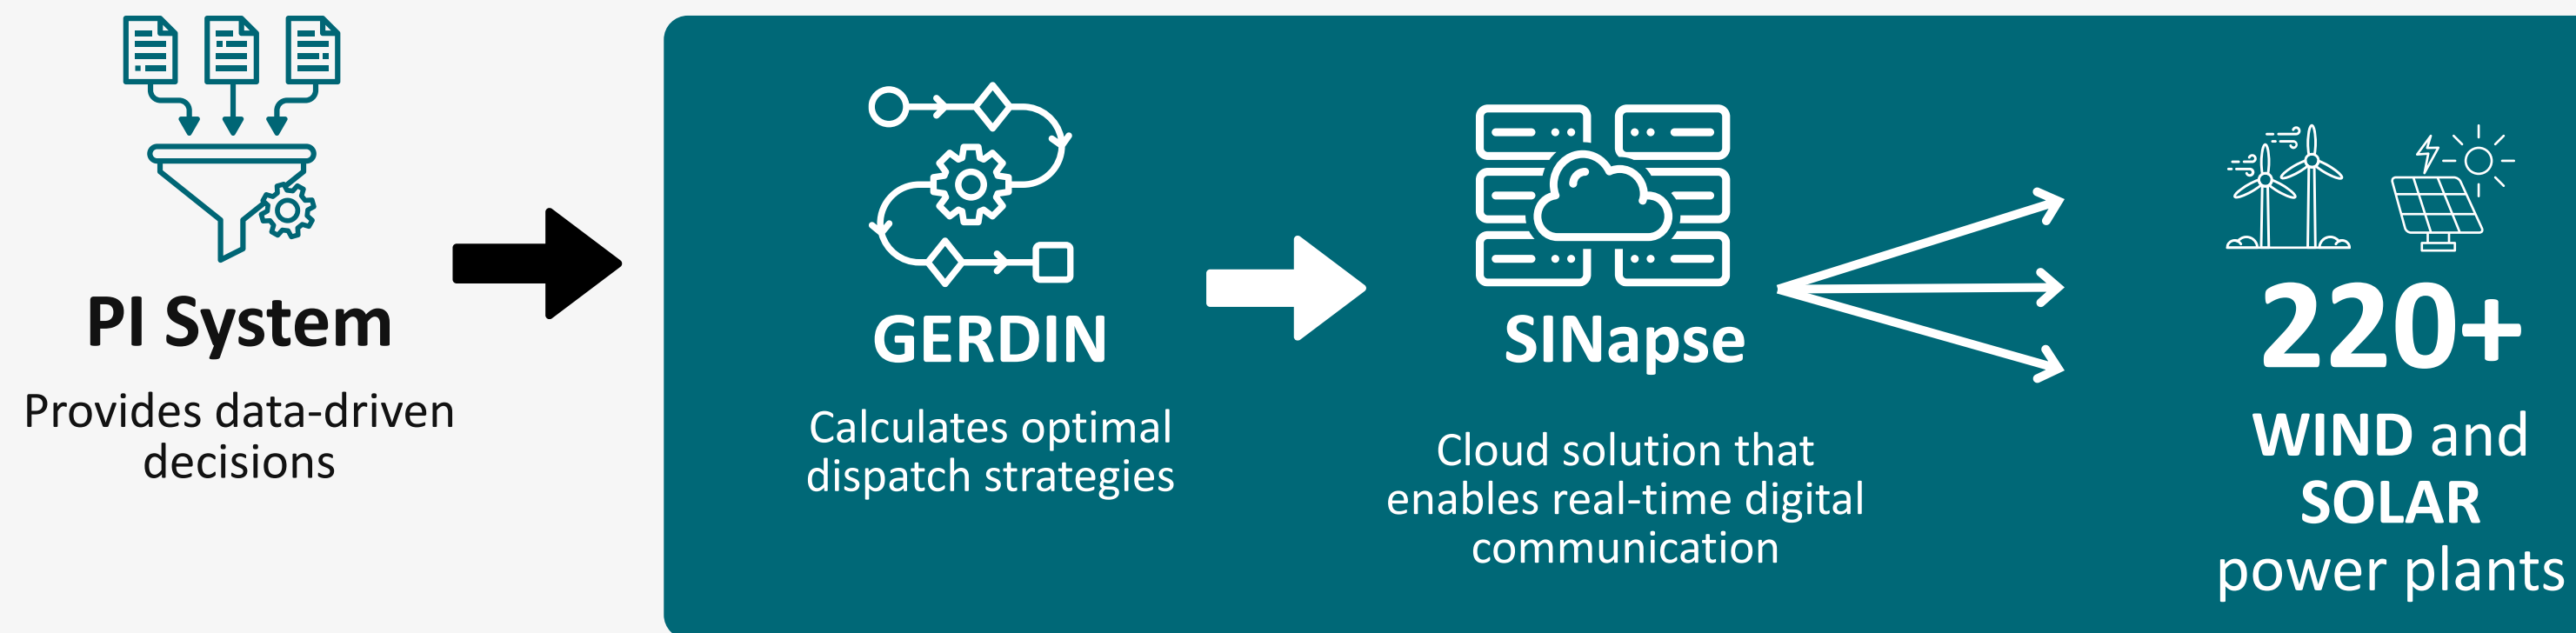 PI System
Provides data-driven
decisions
GERDIN
Calculates optimal
dispatch strategies
SINapse
Cloud solution that
enables real-time digital
communication
220+
WIND and
SOLAR
power plants